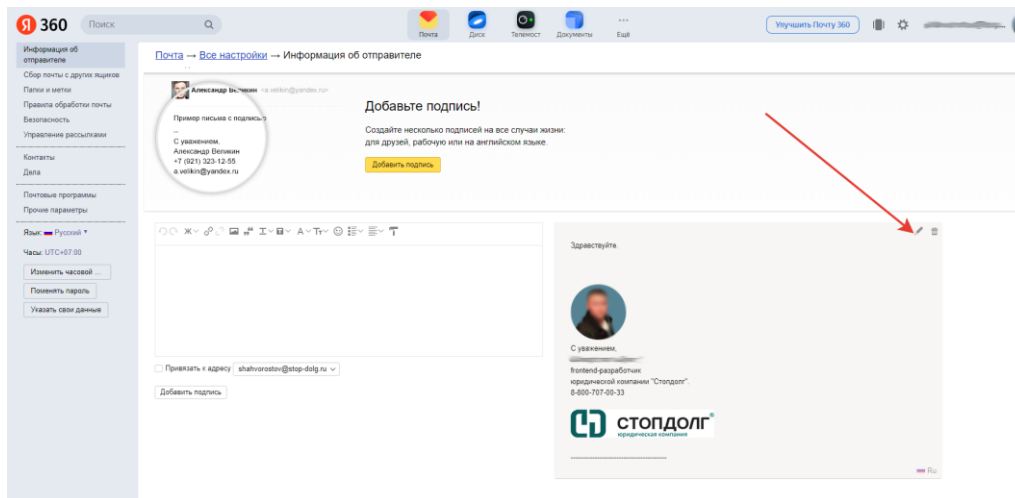 Я 360
Поиск
Почта
Диск
Телемост
Документы
Ещё
Улучшить Почту 360
Информация об
отправителе
Сбор почты с других ящиков
Папки и метки
Правила обработки почты
Безопасность
Управление рассылками
Контакты
Дела
Почтовые программы
Прочие параметры
Язык: Русский
Часы: UTC+07:00
Изменить часовой ...
Поменять пароль
Указать свои данные
Почта → Все настройки → Информация об отправителе
Александр Великин <a.velikin@yandex.ru>
Пример письма с подписью
--
С уважением,
Александр Великин
+7 (921) 323-12-55
a.velikin@yandex.ru
Добавьте подпись!
Создайте несколько подписей на все случаи жизни:
для друзей, рабочую или на английском языке.
Добавить подпись
Привязать к адресу shahvorostov@stop-dolg.ru
Добавить подпись
Здравствуйте.
С уважением,
frontend-разработчик
юридической компании "Стопдолг".
8-800-707-00-33
СТОПДОЛГ®
юридическая компания
Ru